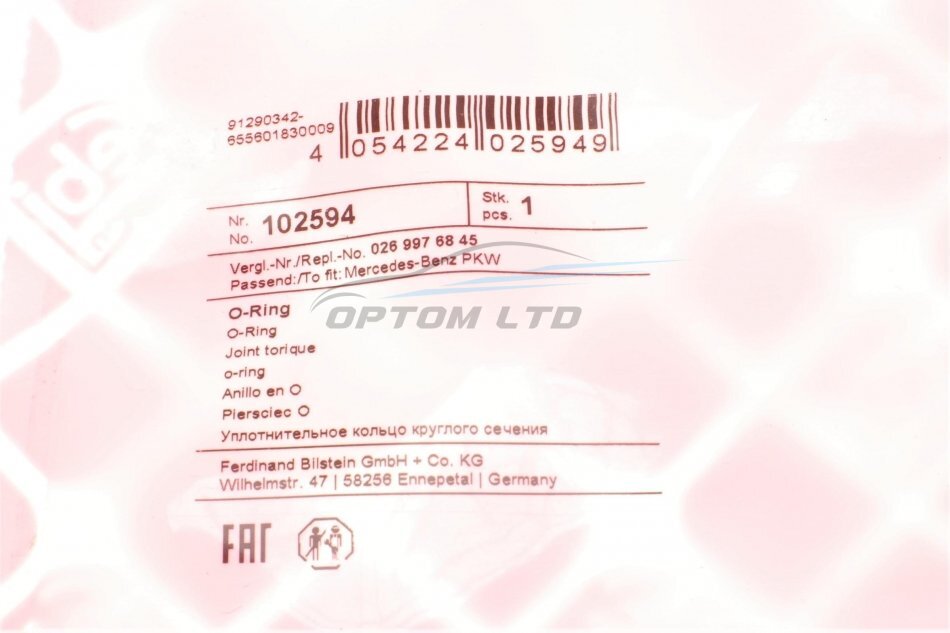 91290342-
655601830009
4 054224 025949
Nr.
No. 102594
Stk.
pcs. 1
Vergl.-Nr./Repl.-No. 026 997 68 45
Passend:/To fit: Mercedes-Benz PKW
O-Ring
O-Ring
Joint torique
o-ring
Anillo en O
Piersciec O
Уплотнительное кольцо круглого сечения
Ferdinand Bilstein GmbH + Co. KG
Wilhelmstr. 47 | 58256 Ennepetal | Germany
EAC
OPTOM LTD